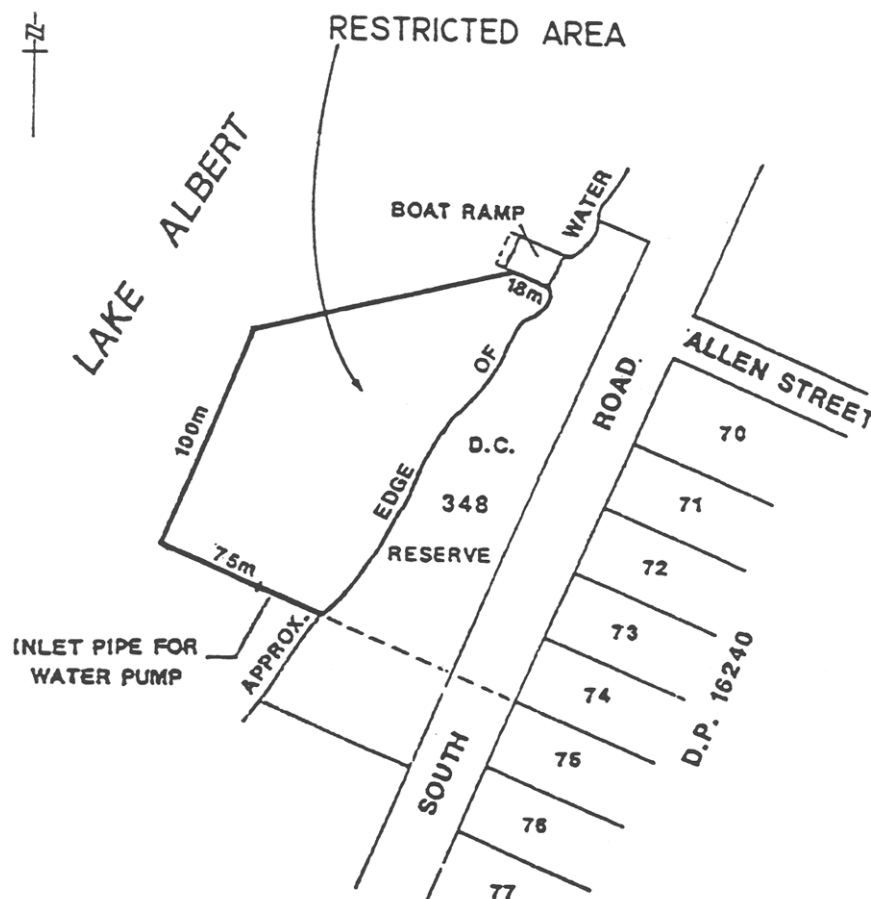 N
RESTRICTED AREA
LAKE ALBERT
BOAT RAMP
WATER
18m
OF
EDGE
APPROX.
100m
75m
INLET PIPE FOR
WATER PUMP
D.C.
348
RESERVE
SOUTH
ROAD.
ALLEN STREET
70
71
72
73
74
75
76
77
D.P. 16240